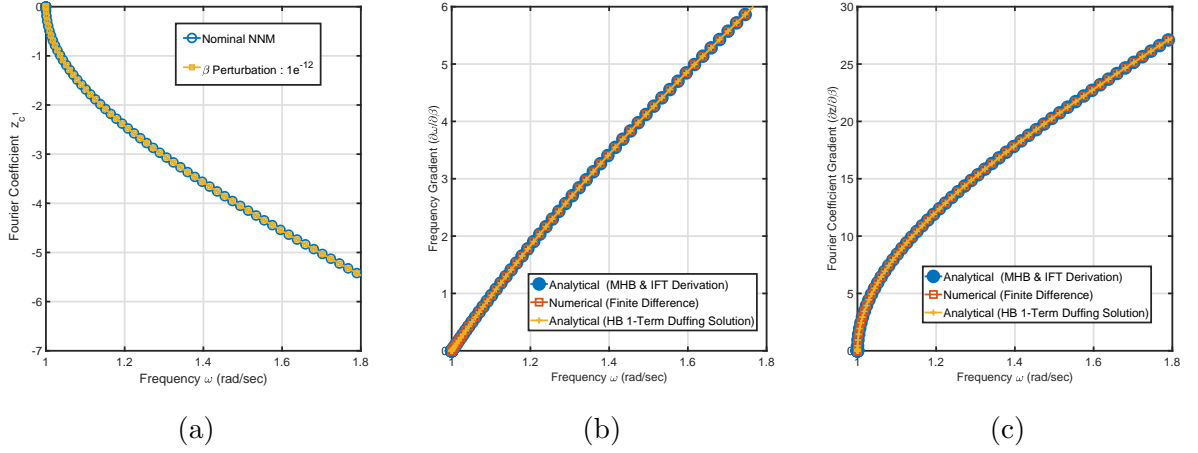 0
-1
-2
-3
-4
-5
-6
-7
1
1.2
1.4
1.6
1.8
Fourier Coefficient z_c^1
Frequency ω (rad/sec)
Nominal NNM
β Perturbation : 1e^-12
(a)
6
5
4
3
2
1
0
1
1.2
1.4
1.6
1.8
Frequency Gradient (∂ω/∂β)
Frequency ω (rad/sec)
Analytical (MHB & IFT Derivation)
Numerical (Finite Difference)
Analytical (HB 1-Term Duffing Solution)
(b)
30
25
20
15
10
5
0
1
1.2
1.4
1.6
1.8
Fourier Coefficient Gradient (∂z/∂β)
Frequency ω (rad/sec)
Analytical (MHB & IFT Derivation)
Numerical (Finite Difference)
Analytical (HB 1-Term Duffing Solution)
(c)